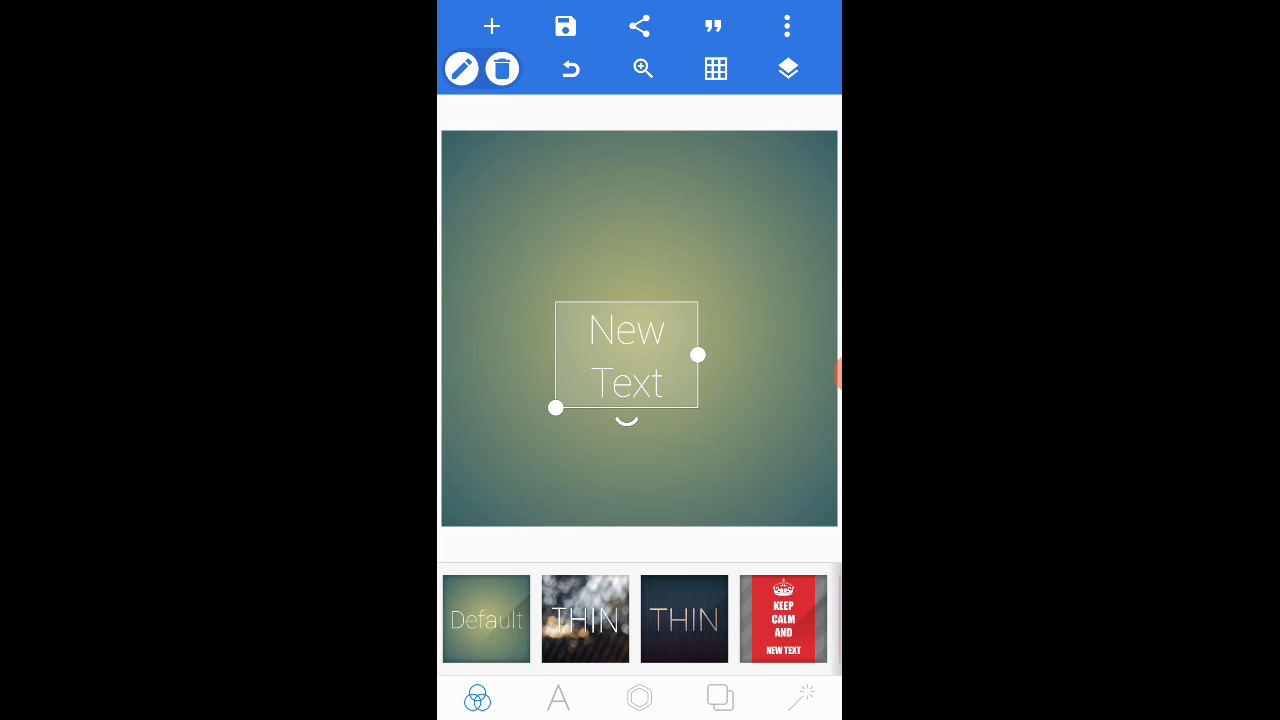 New
Text
Default
THIN
THIN
KEEP
CALM
AND
NEW TEXT